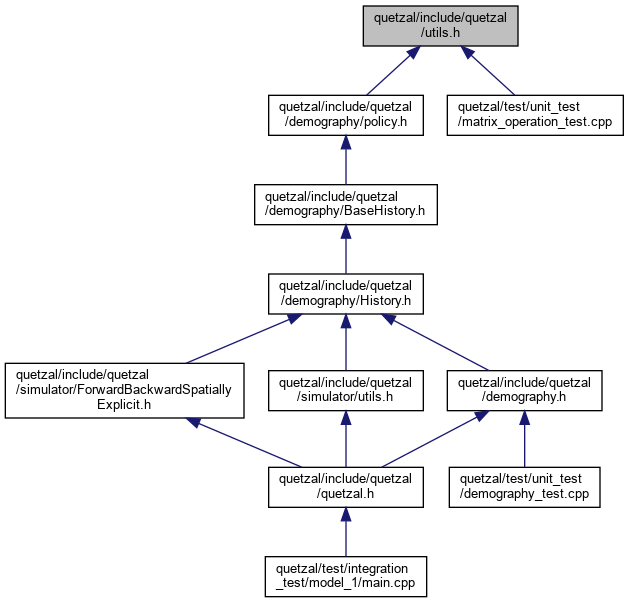 quetzal/include/quetzal
/utils.h
quetzal/include/quetzal
/demography/policy.h
quetzal/test/unit_test
/matrix_operation_test.cpp
quetzal/include/quetzal
/demography/BaseHistory.h
quetzal/include/quetzal
/demography/History.h
quetzal/include/quetzal
/simulator/ForwardBackwardSpatially
Explicit.h
quetzal/include/quetzal
/simulator/utils.h
quetzal/include/quetzal
/demography.h
quetzal/include/quetzal
/quetzal.h
quetzal/test/unit_test
/demography_test.cpp
quetzal/test/integration
_test/model_1/main.cpp